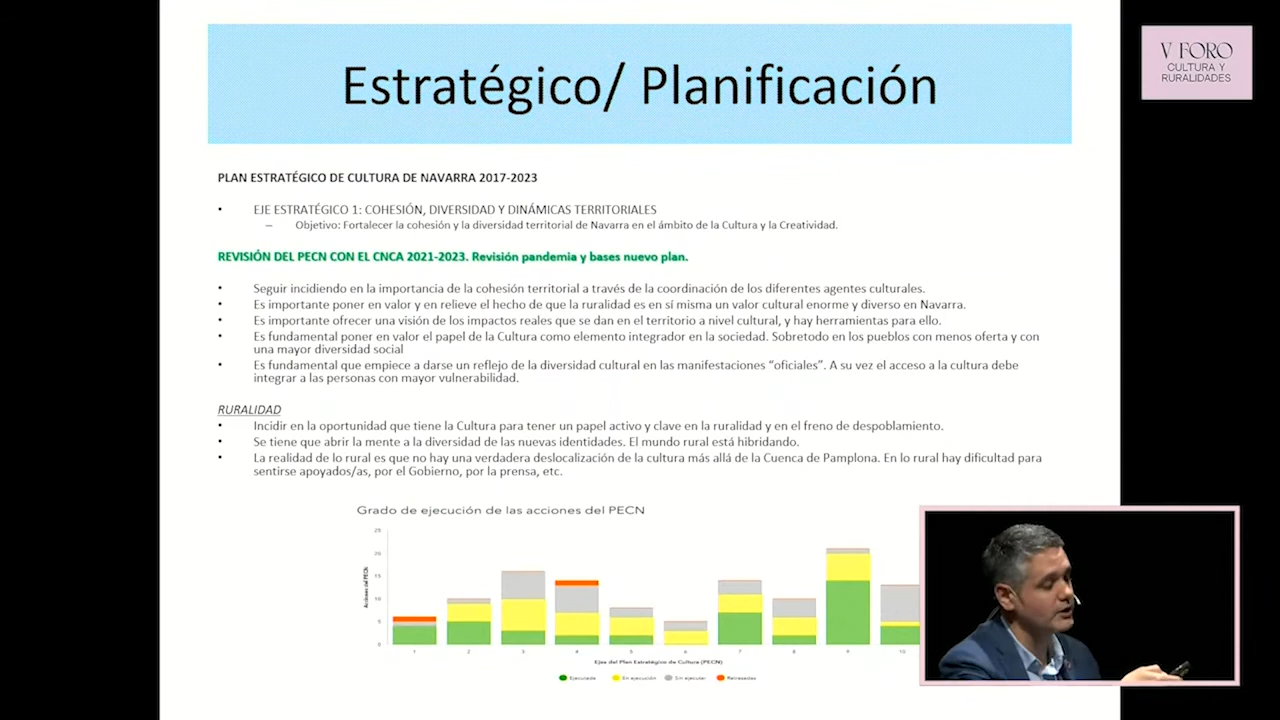 Estratégico/ Planificación
V FORO
CULTURA Y
RURALIDADES
PLAN ESTRATÉGICO DE CULTURA DE NAVARRA 2017-2023
• EJE ESTRATÉGICO 1: COHESIÓN, DIVERSIDAD Y DINÁMICAS TERRITORIALES
– Objetivo: Fortalecer la cohesión y la diversidad territorial de Navarra en el ámbito de la Cultura y la Creatividad.
REVISIÓN DEL PECN CON EL CNCA 2021-2023. Revisión pandemia y bases nuevo plan.
• Seguir incidiendo en la importancia de la cohesión territorial a través de la coordinación de los diferentes agentes culturales.
• Es importante poner en valor y en relieve el hecho de que la ruralidad es en sí misma un valor cultural enorme y diverso en Navarra.
• Es importante ofrecer una visión de los impactos reales que se dan en el territorio a nivel cultural, y hay herramientas para ello.
• Es fundamental poner en valor el papel de la Cultura como elemento integrador en la sociedad. Sobretodo en los pueblos con menos oferta y con
una mayor diversidad social
• Es fundamental que empiece a darse un reflejo de la diversidad cultural en las manifestaciones “oficiales”. A su vez el acceso a la cultura debe
integrar a las personas con mayor vulnerabilidad.
RURALIDAD
• Incidir en la oportunidad que tiene la Cultura para tener un papel activo y clave en la ruralidad y en el freno de despoblamiento.
• Se tiene que abrir la mente a la diversidad de las nuevas identidades. El mundo rural está hibridando.
• La realidad de lo rural es que no hay una verdadera deslocalización de la cultura más allá de la Cuenca de Pamplona. En lo rural hay dificultad para
sentirse apoyados/as, por el Gobierno, por la prensa, etc.
Grado de ejecución de las acciones del PECN
Acciones del PECN
25
20
15
10
5
0
1 2 3 4 5 6 7 8 9 10
Ejes del Plan Estratégico de Cultura (PECN)
Ejecutada En ejecución Sin ejecutar Retrasadas